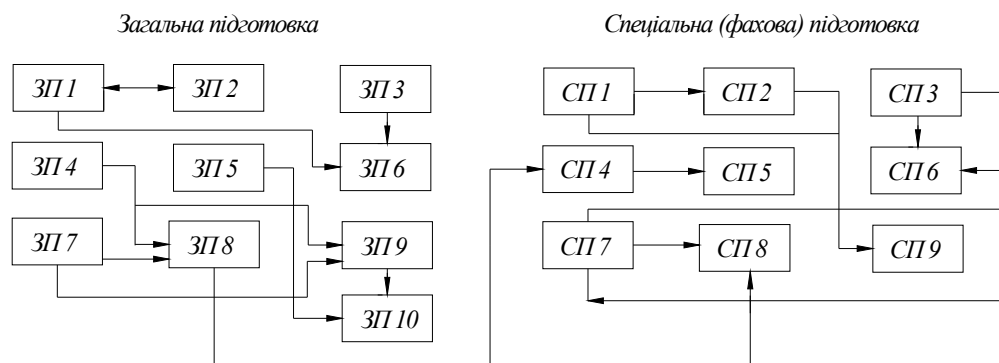 Загальна підготовка
Спеціальна (фахова) підготовка
ЗП 1
ЗП 2
ЗП 3
СП 1
СП 2
СП 3
ЗП 4
ЗП 5
ЗП 6
СП 4
СП 5
СП 6
ЗП 7
ЗП 8
ЗП 9
СП 7
СП 8
СП 9
ЗП 10